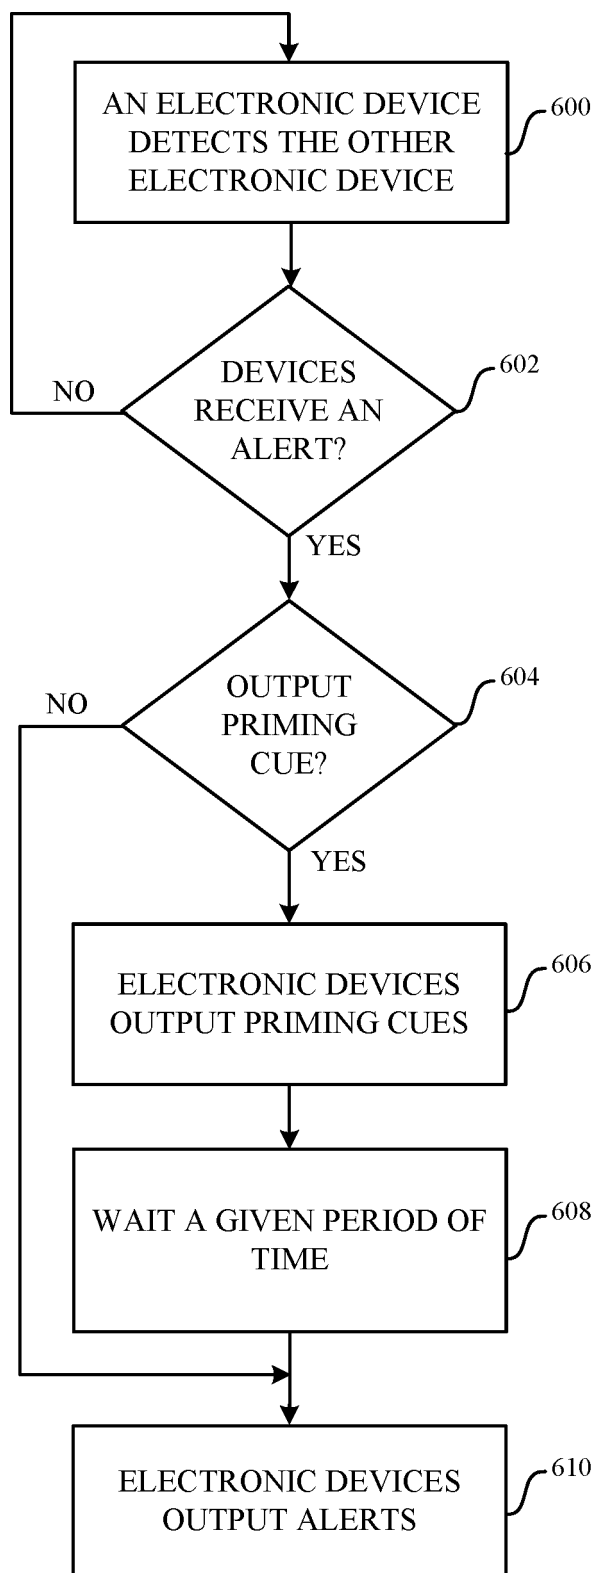 AN ELECTRONIC DEVICE
DETECTS THE OTHER
ELECTRONIC DEVICE
600
DEVICES
RECEIVE AN
ALERT?
602
NO
YES
OUTPUT
PRIMING
CUE?
604
NO
YES
ELECTRONIC DEVICES
OUTPUT PRIMING CUES
606
WAIT A GIVEN PERIOD OF
TIME
608
ELECTRONIC DEVICES
OUTPUT ALERTS
610